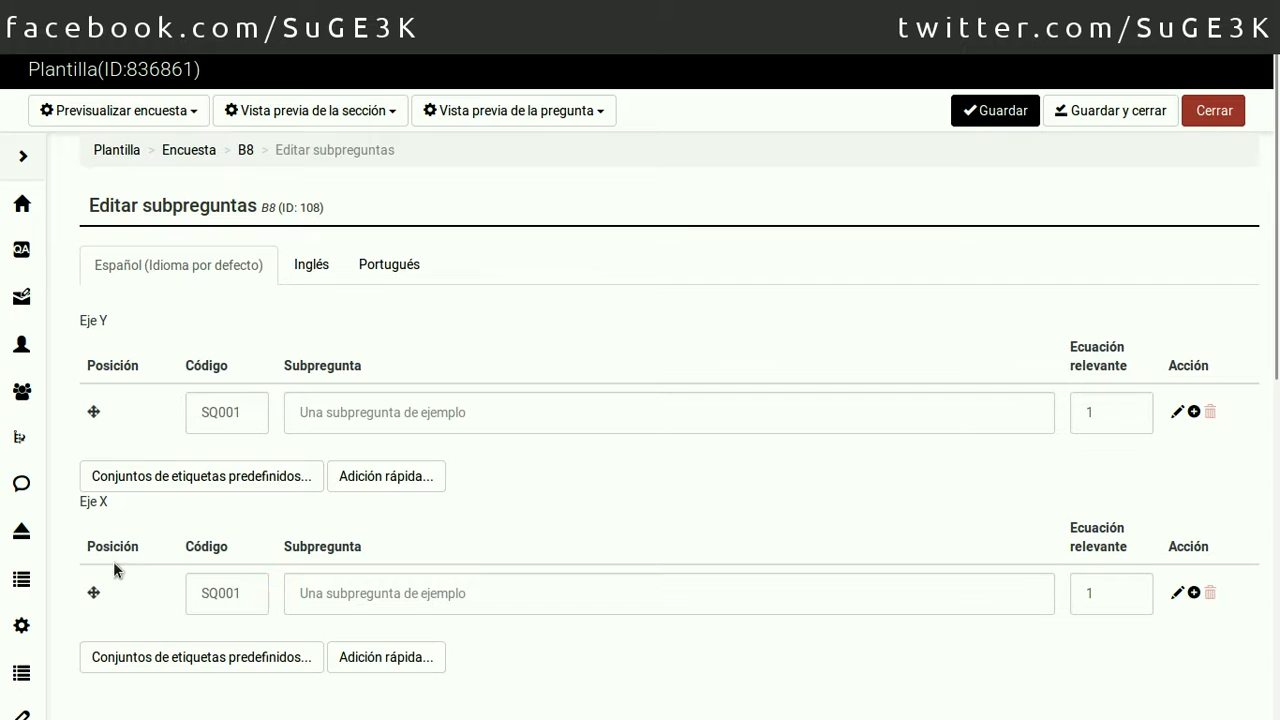 facebook.com/SuGE3K twitter.com/SuGE3K
Plantilla(ID:836861)
Previsualizar encuesta Vista previa de la sección Vista previa de la pregunta Guardar Guardar y cerrar Cerrar
Plantilla > Encuesta > B8 > Editar subpreguntas
Editar subpreguntas B8 (ID: 108)
Español (Idioma por defecto) Inglés Portugués
Eje Y
Posición Código Subpregunta Ecuación relevante Acción
SQ001 Una subpregunta de ejemplo 1
Conjuntos de etiquetas predefinidos... Adición rápida...
Eje X
Posición Código Subpregunta Ecuación relevante Acción
SQ001 Una subpregunta de ejemplo 1
Conjuntos de etiquetas predefinidos... Adición rápida...